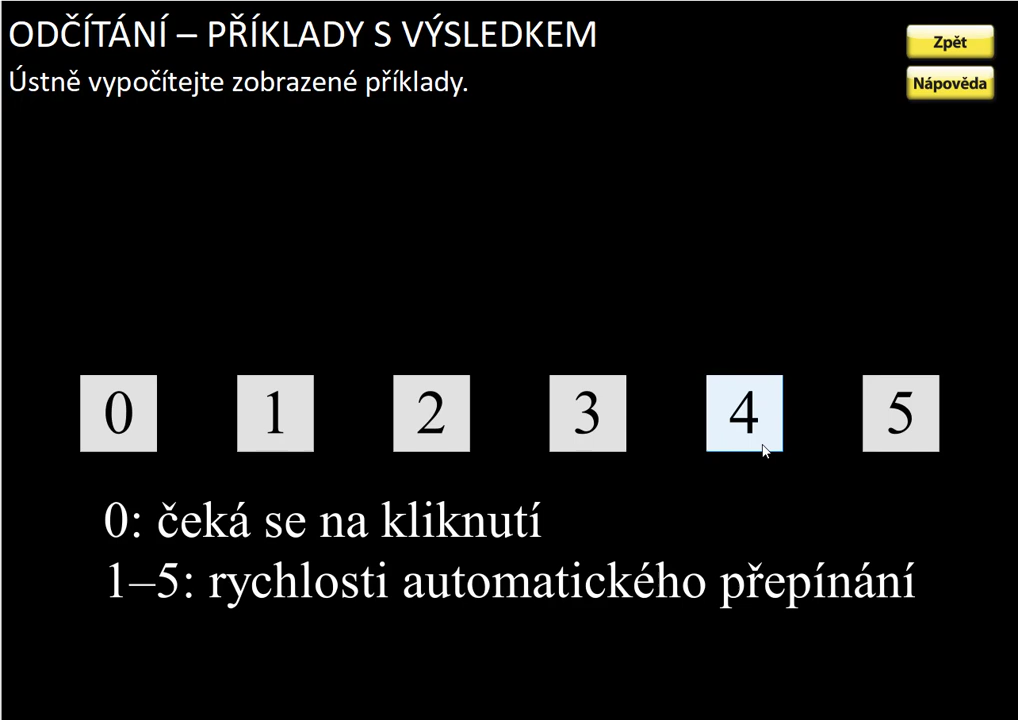 ODČÍTÁNÍ – PŘÍKLADY S VÝSLEDKEM
Zpět
Ústně vypočítejte zobrazené příklady.
Nápověda
0 1 2 3 4 5
0: čeká se na kliknutí
1–5: rychlosti automatického přepínání